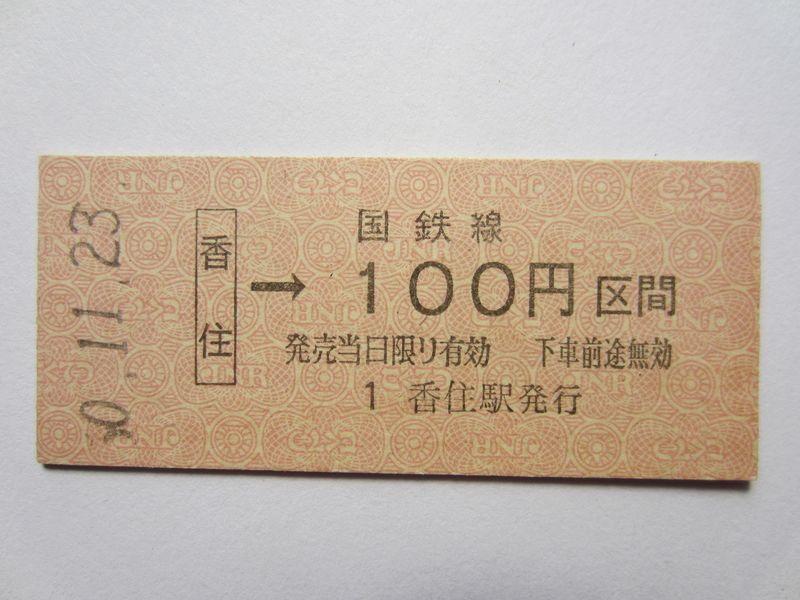 国鉄線
香住 → 100円区間
発売当日限り有効 下車前途無効
1 香住駅発行
.11.23
JNR